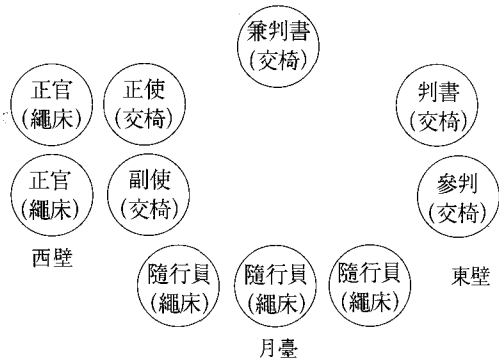 兼判書
(交椅)
正官
(繩床)
正使
(交椅)
判書
(交椅)
正官
(繩床)
副使
(交椅)
參判
(交椅)
西壁
東壁
隨行員
(繩床)
隨行員
(繩床)
隨行員
(繩床)
月臺